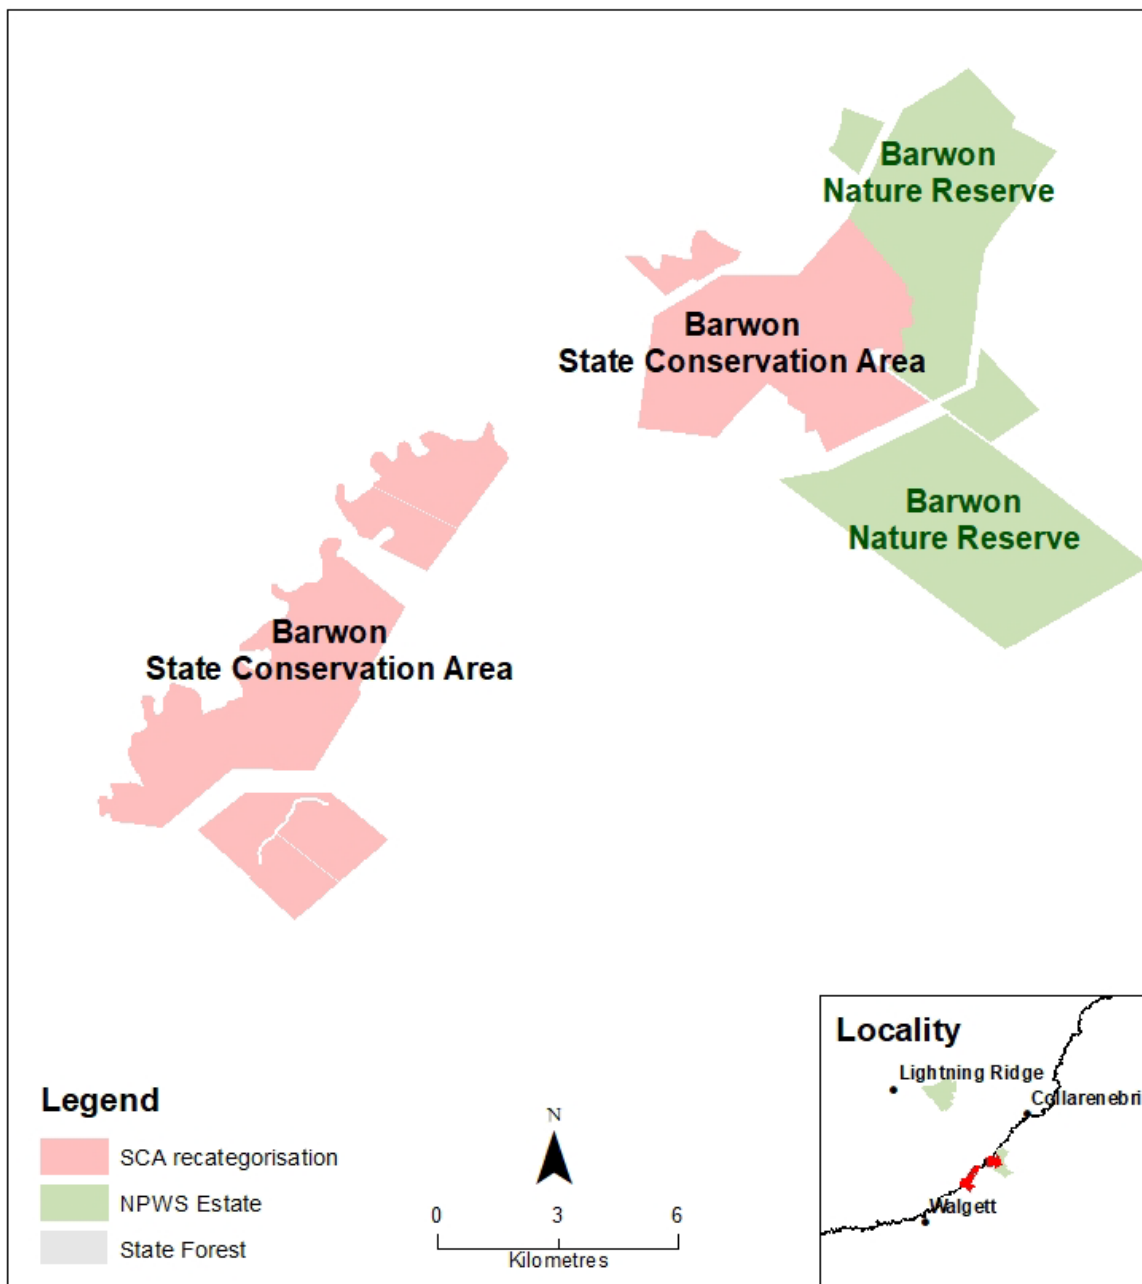 Barwon
Nature Reserve
Barwon
State Conservation Area
Barwon
Nature Reserve
Barwon
State Conservation Area
Legend
SCA recategorisation
NPWS Estate
State Forest
N
0 3 6
Kilometres
Locality
Lightning Ridge
Collarenebri
Walgett